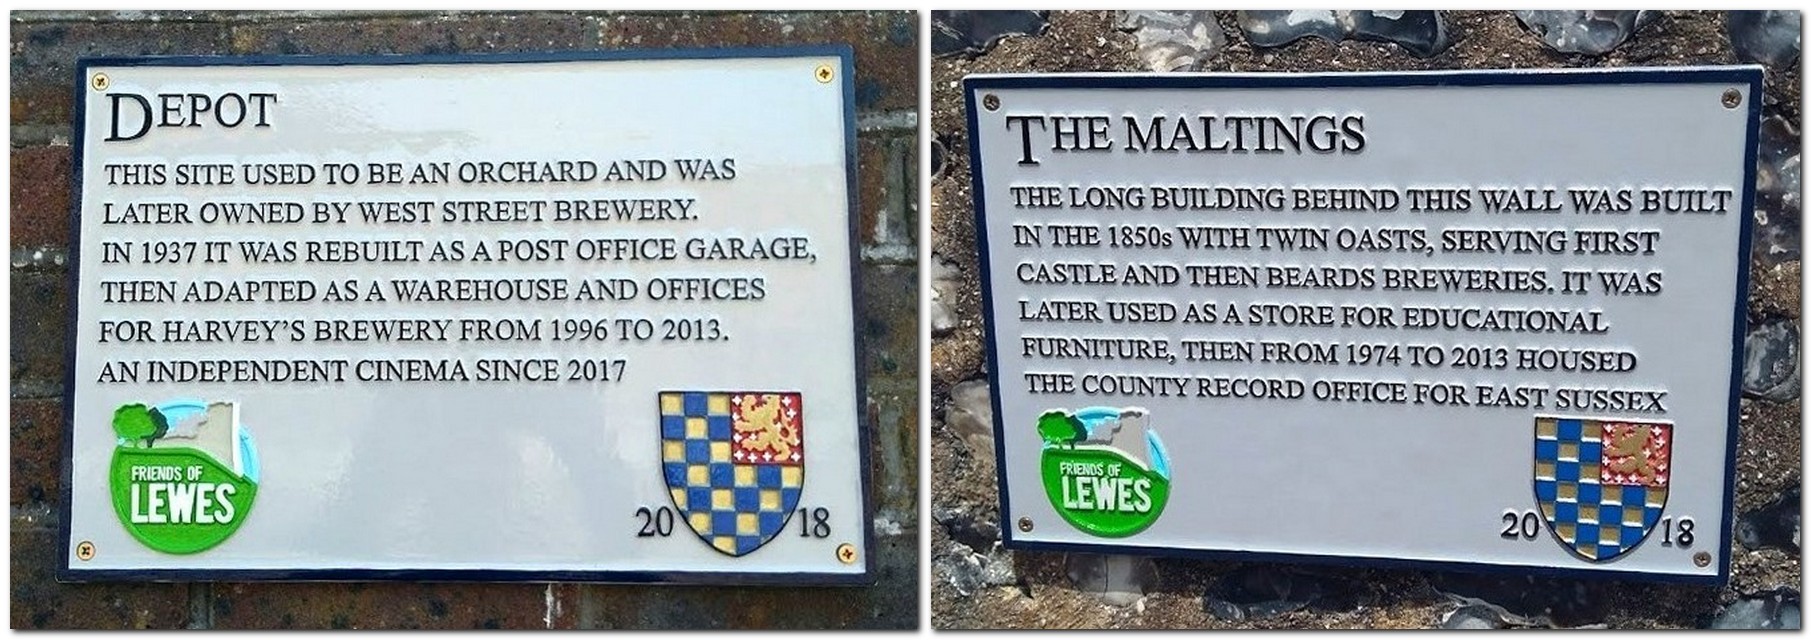 DEPOT
THIS SITE USED TO BE AN ORCHARD AND WAS
LATER OWNED BY WEST STREET BREWERY.
IN 1937 IT WAS REBUILT AS A POST OFFICE GARAGE,
THEN ADAPTED AS A WAREHOUSE AND OFFICES
FOR HARVEY'S BREWERY FROM 1996 TO 2013.
AN INDEPENDENT CINEMA SINCE 2017
FRIENDS OF
LEWES
20 18
THE MALTINGS
THE LONG BUILDING BEHIND THIS WALL WAS BUILT
IN THE 1850s WITH TWIN OASTS, SERVING FIRST
CASTLE AND THEN BEARDS BREWERIES. IT WAS
LATER USED AS A STORE FOR EDUCATIONAL
FURNITURE, THEN FROM 1974 TO 2013 HOUSED
THE COUNTY RECORD OFFICE FOR EAST SUSSEX
FRIENDS OF
LEWES
20 18